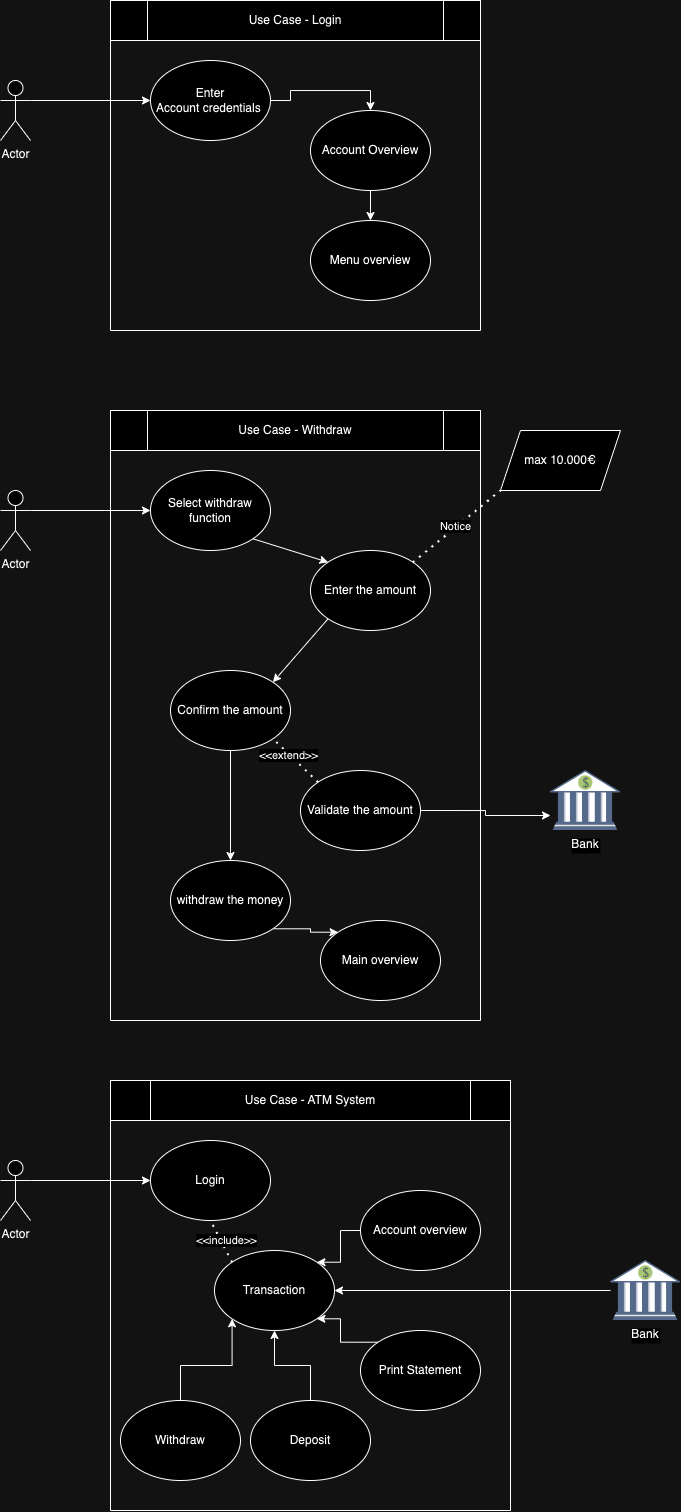 Use Case - Login
Enter
Account credentials
Actor
Account Overview
Menu overview
Use Case - Withdraw
max 10.000€
Select withdraw
function
Notice
Actor
Enter the amount
Confirm the amount
<<extend>>
Validate the amount
Bank
withdraw the money
Main overview
Use Case - ATM System
Login
Actor
Account overview
<<include>>
Transaction
Bank
Print Statement
Withdraw
Deposit